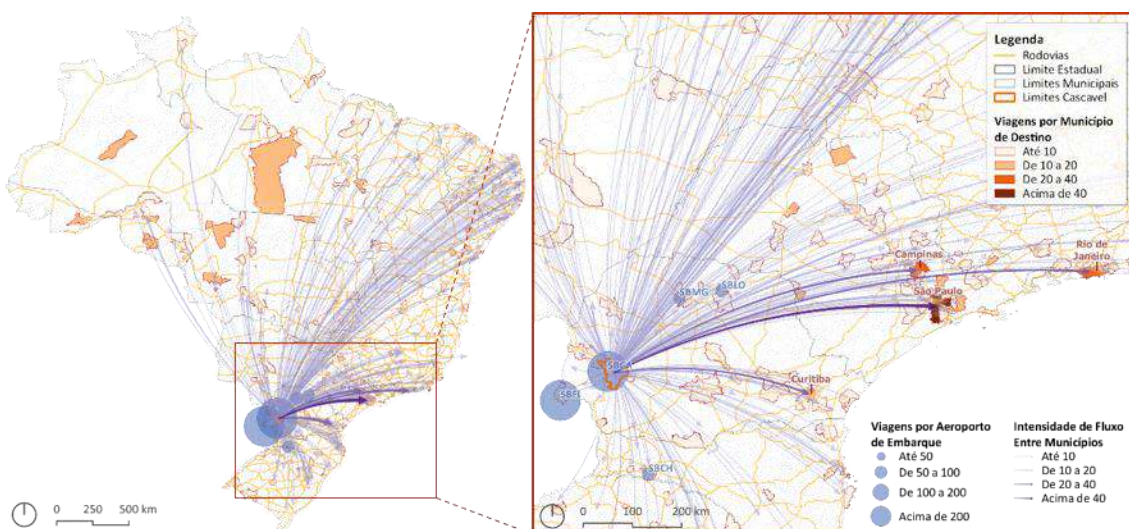 0 250 500 km
Legenda
Rodovias
Limite Estadual
Limites Municipais
Limites Cascavel
Viagens por Município
de Destino
Até 10
De 10 a 20
De 20 a 40
Acima de 40
Campinas
Rio de
Janeiro
São Paulo
SBMG
SBLO
SBCA
Curitiba
SBFI
SBCH
Viagens por Aeroporto
de Embarque
Até 50
De 50 a 100
De 100 a 200
Acima de 200
Intensidade de Fluxo
Entre Municípios
Até 10
De 10 a 20
De 20 a 40
Acima de 40
0 100 200 km